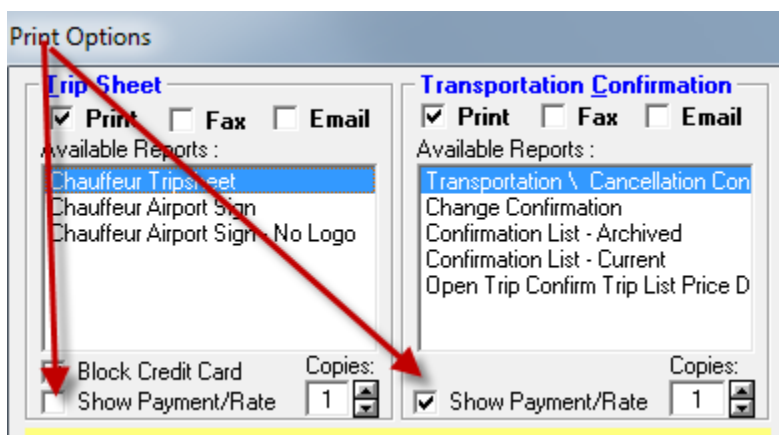 Print Options
Trip Sheet
Print Fax Email
Available Reports :
Chauffeur Tripsheet
Chauffeur Airport Sign
Chauffeur Airport Sign - No Logo
Block Credit Card
Copies:
Show Payment/Rate
1
Transportation Confirmation
Print Fax Email
Available Reports :
Transportation \ Cancellation Con
Change Confirmation
Confirmation List - Archived
Confirmation List - Current
Open Trip Confirm Trip List Price D
Copies:
Show Payment/Rate
1